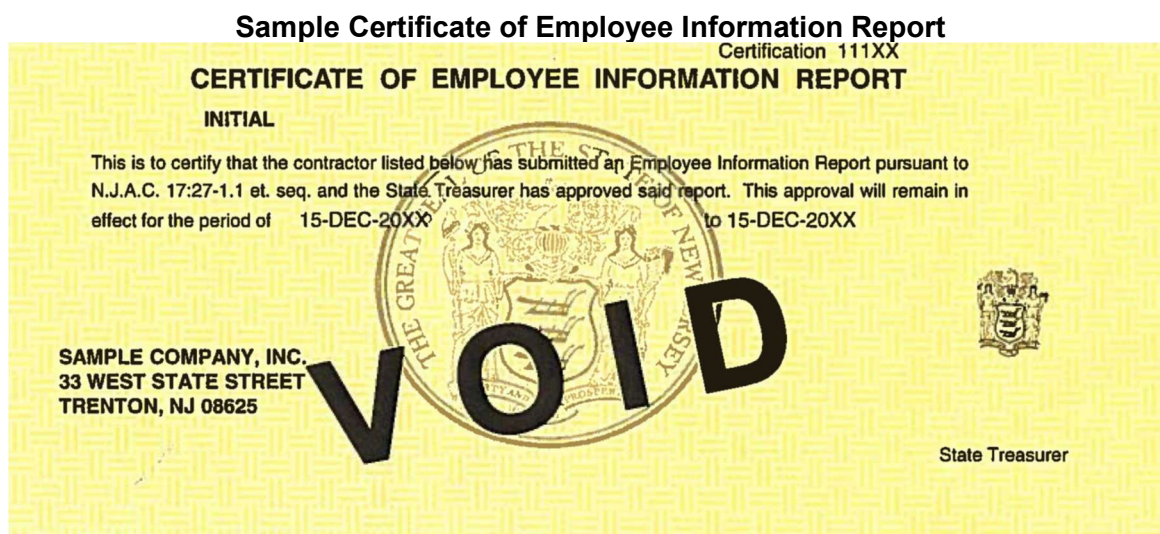 Sample Certificate of Employee Information Report
Certification 111XX
CERTIFICATE OF EMPLOYEE INFORMATION REPORT
INITIAL
This is to certify that the contractor listed below has submitted an Employee Information Report pursuant to
N.J.A.C. 17:27-1.1 et. seq. and the State Treasurer has approved said report. This approval will remain in
effect for the period of 15-DEC-20XX to 15-DEC-20XX
THE GREAT SEAL OF THE STATE OF NEW JERSEY
SAMPLE COMPANY, INC.
33 WEST STATE STREET
TRENTON, NJ 08625
VOID
State Treasurer